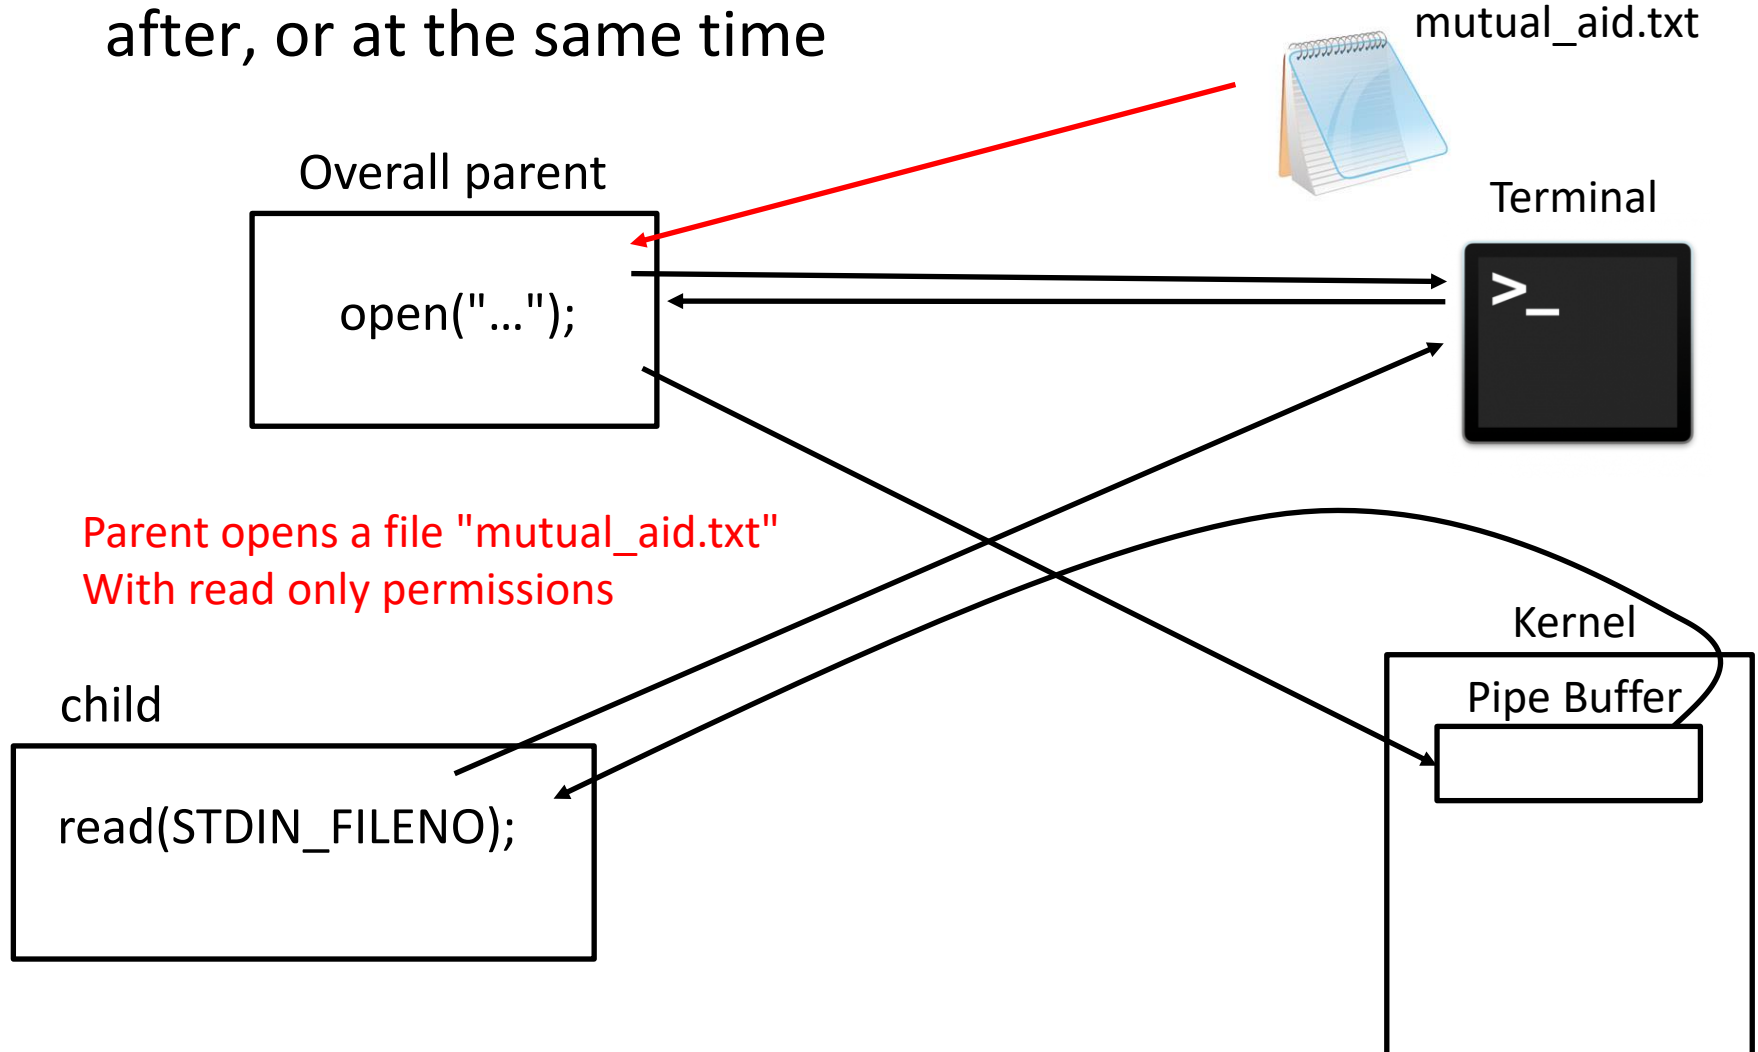 after, or at the same time
mutual_aid.txt
Overall parent
Terminal
open("…");
>_
Parent opens a file "mutual_aid.txt"
With read only permissions
Kernel
child
Pipe Buffer
read(STDIN_FILENO);